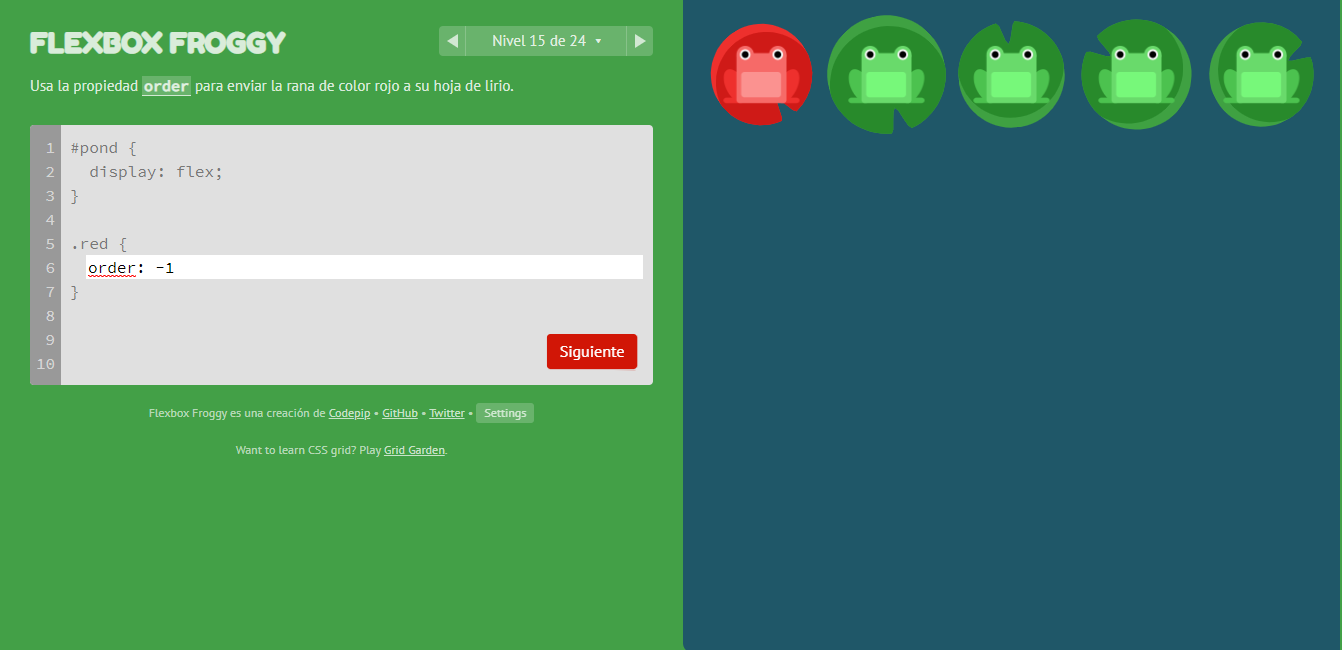 FLEXBOX FROGGY
◀ Nivel 15 de 24 ▾ ▶
Usa la propiedad order para enviar la rana de color rojo a su hoja de lirio.
1 #pond {
2   display: flex;
3 }
4
5 .red {
6   order: -1
7 }
8
9
10
Siguiente
Flexbox Froggy es una creación de Codepip • GitHub • Twitter • Settings
Want to learn CSS grid? Play Grid Garden.